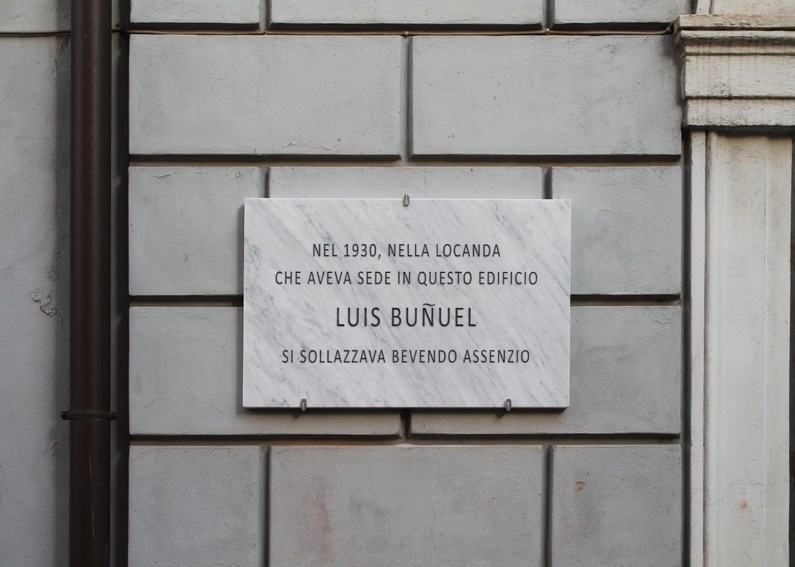 NEL 1930, NELLA LOCANDA
CHE AVEVA SEDE IN QUESTO EDIFICIO
LUIS BUÑUEL
SI SOLLAZZAVA BEVENDO ASSENZIO